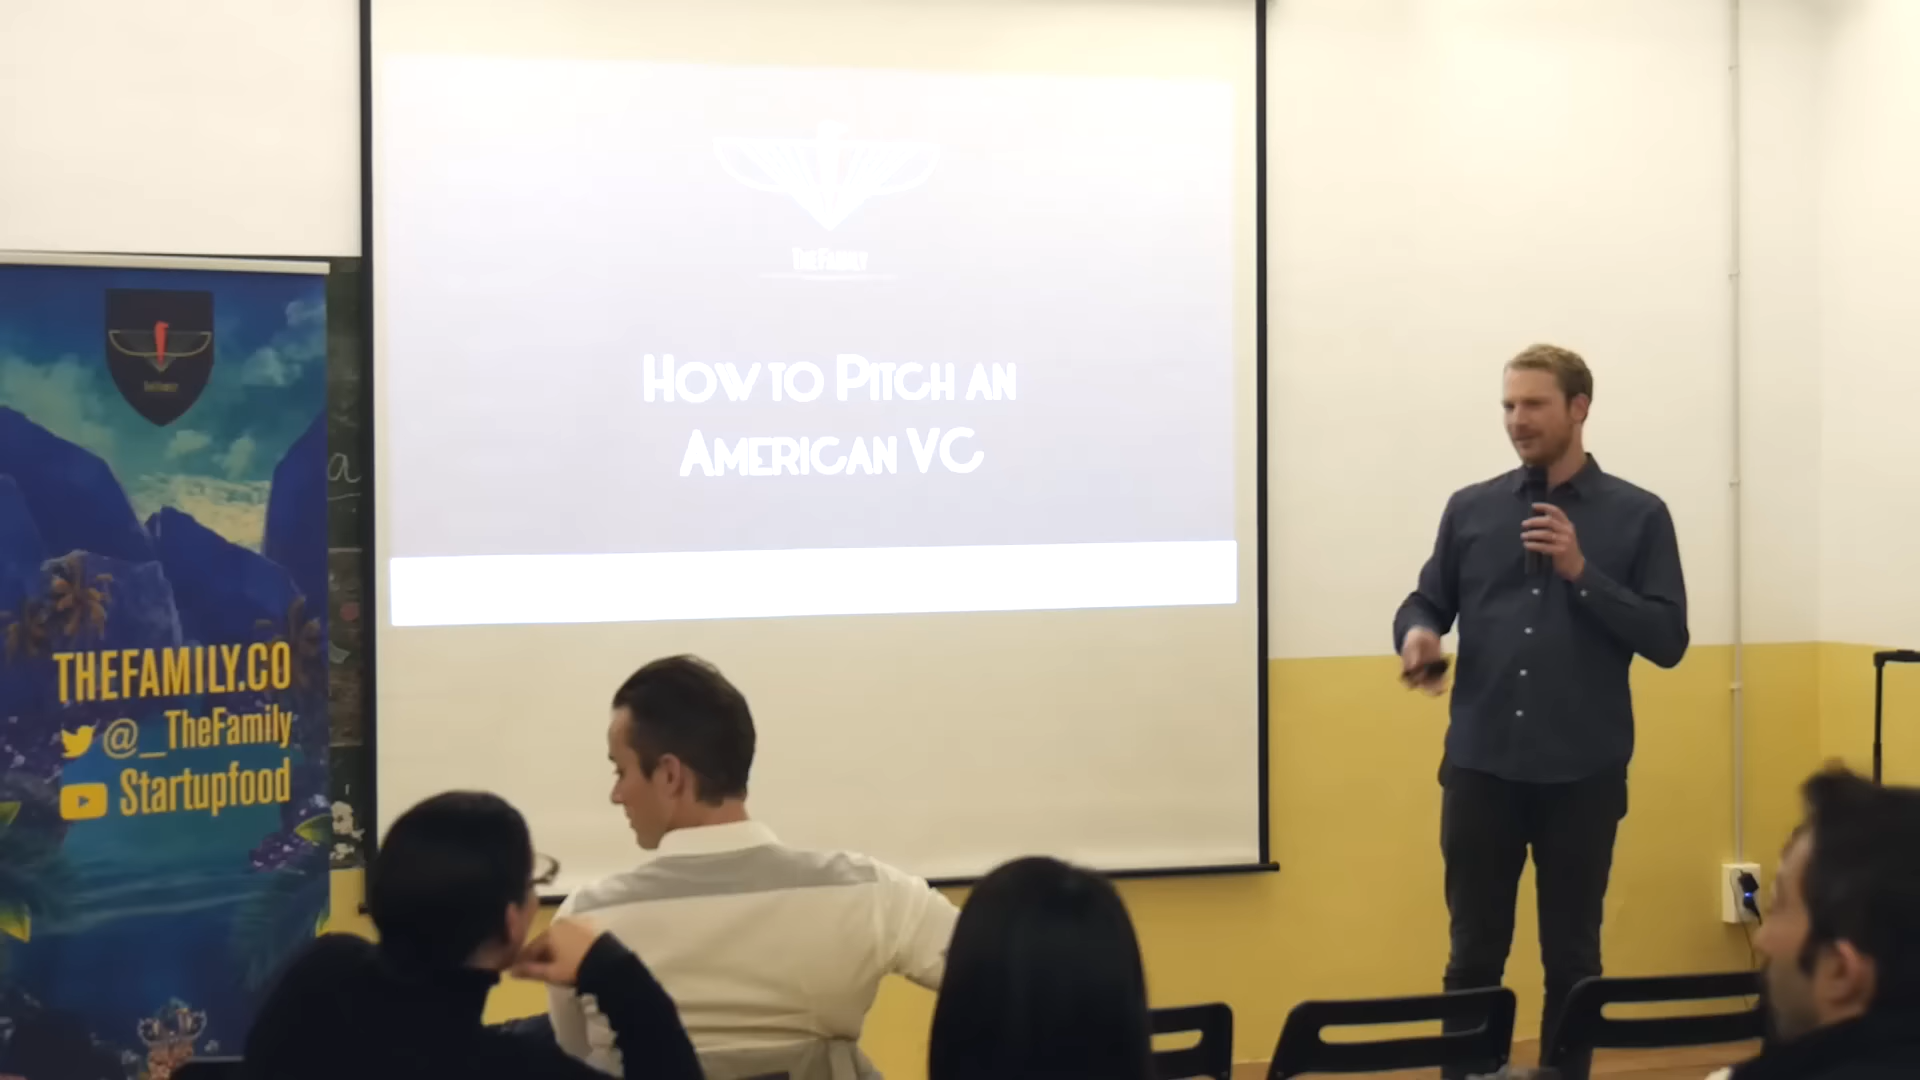 TheFamily
How to Pitch an
American VC
a
THEFAMILY.CO
@_TheFamily
Startupfood